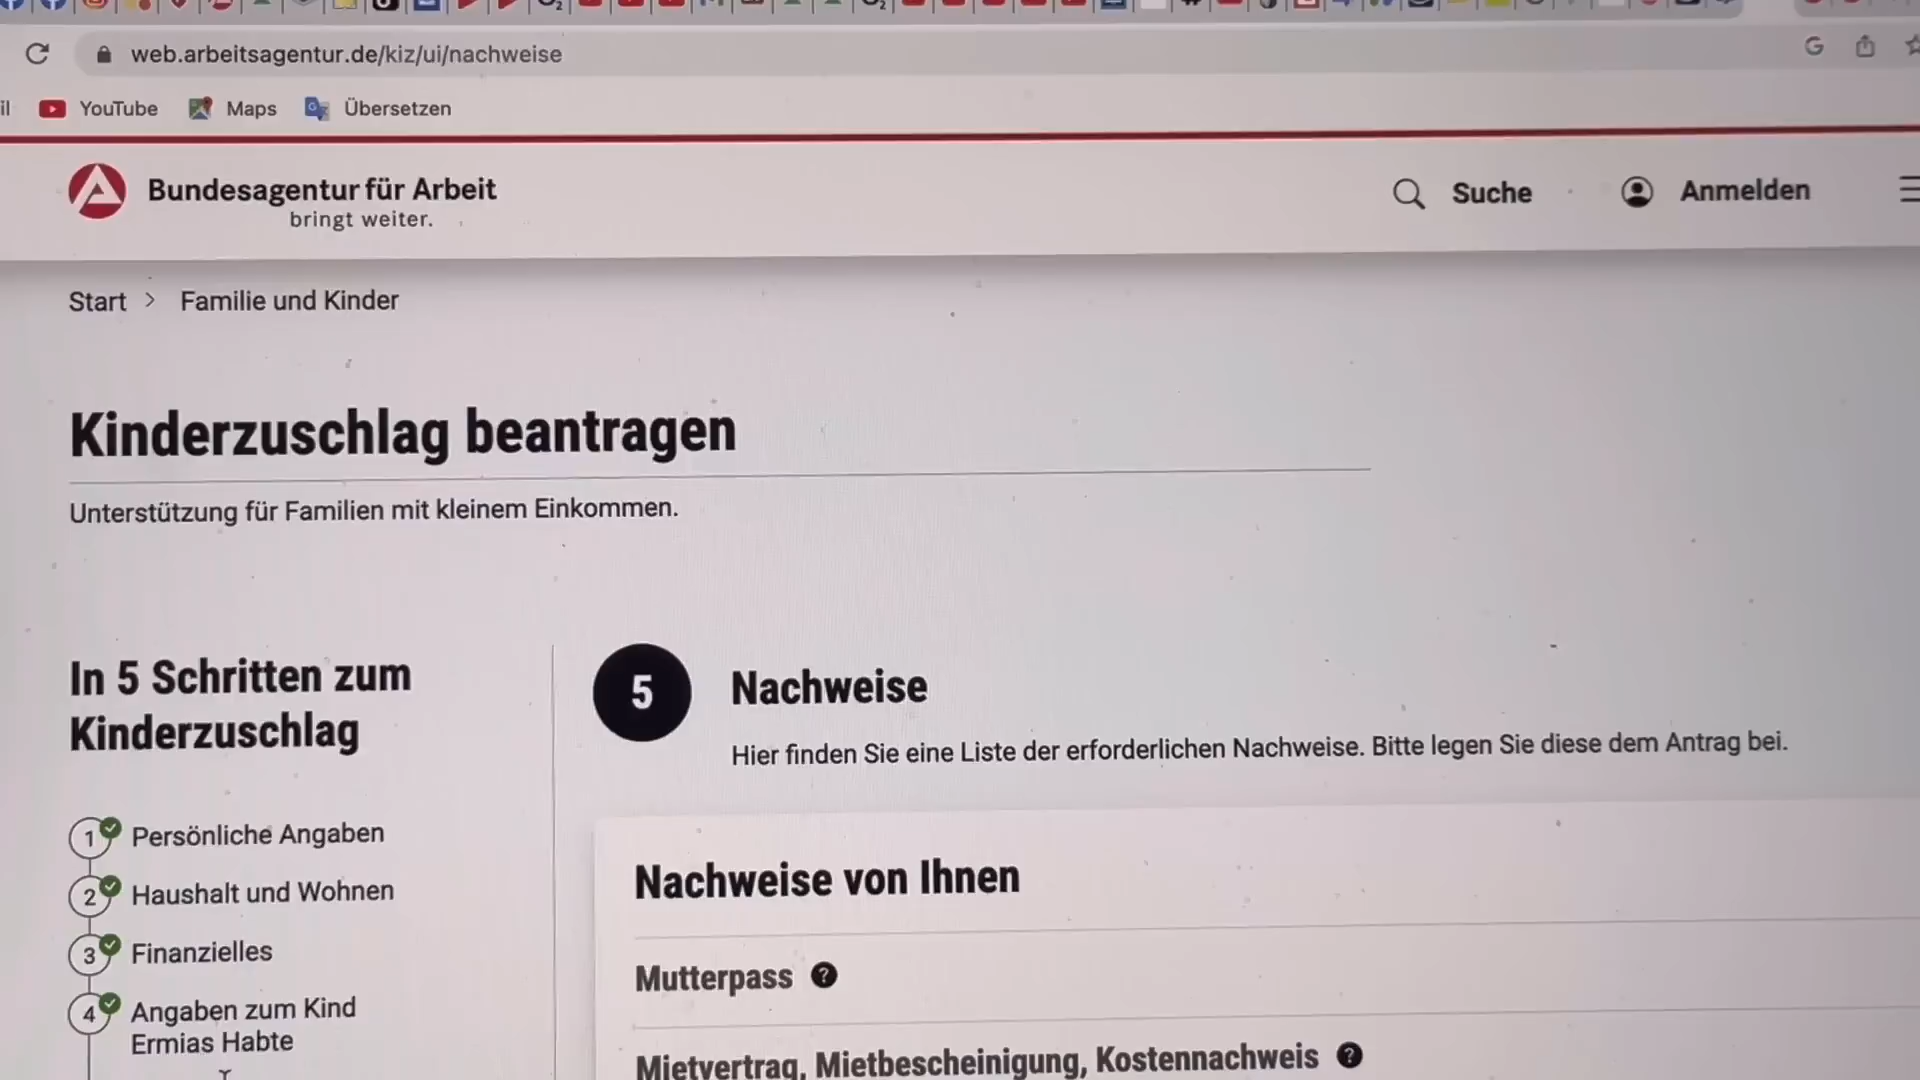 web.arbeitsagentur.de/kiz/ui/nachweise
il YouTube Maps Übersetzen
Bundesagentur für Arbeit
bringt weiter.
Suche
Anmelden
Start > Familie und Kinder
Kinderzuschlag beantragen
Unterstützung für Familien mit kleinem Einkommen.
In 5 Schritten zum
Kinderzuschlag
1 Persönliche Angaben
2 Haushalt und Wohnen
3 Finanzielles
4 Angaben zum Kind
Ermias Habte
5 Nachweise
Hier finden Sie eine Liste der erforderlichen Nachweise. Bitte legen Sie diese dem Antrag bei.
Nachweise von Ihnen
Mutterpass ?
Mietvertrag, Mietbescheinigung, Kostennachweis ?